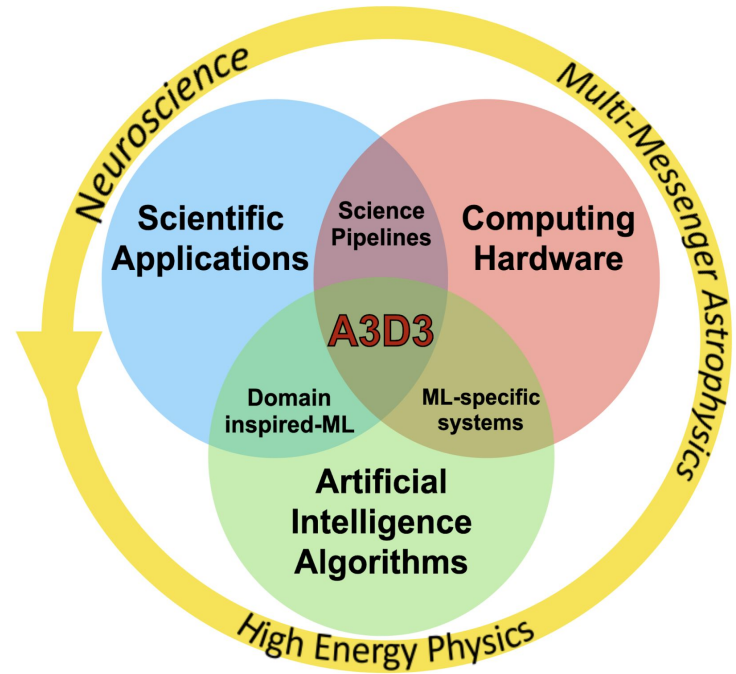 Neuroscience
Multi-Messenger Astrophysics
Scientific
Applications
Science
Pipelines
Computing
Hardware
A3D3
Domain
inspired-ML
ML-specific
systems
Artificial
Intelligence
Algorithms
High Energy Physics